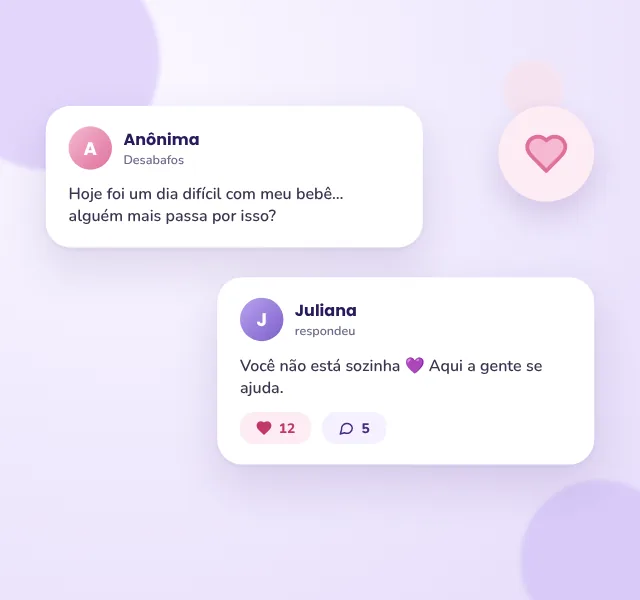 A
Anônima
Desabafos
Hoje foi um dia difícil com meu bebê...
alguém mais passa por isso?
J
Juliana
respondeu
Você não está sozinha 💜 Aqui a gente se
ajuda.
12
5